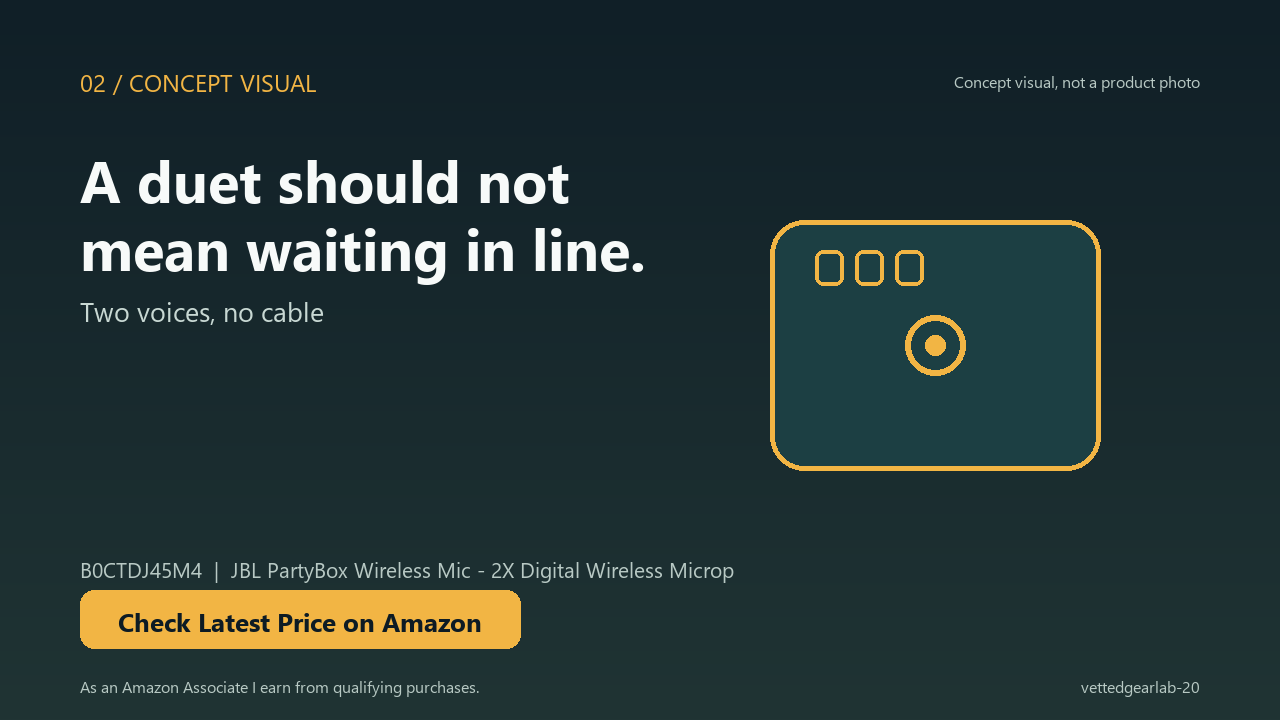 02 / CONCEPT VISUAL
Concept visual, not a product photo
A duet should not
mean waiting in line.
Two voices, no cable
B0CTDJ45M4 | JBL PartyBox Wireless Mic - 2X Digital Wireless Microp
Check Latest Price on Amazon
As an Amazon Associate I earn from qualifying purchases.
vettedgearlab-20